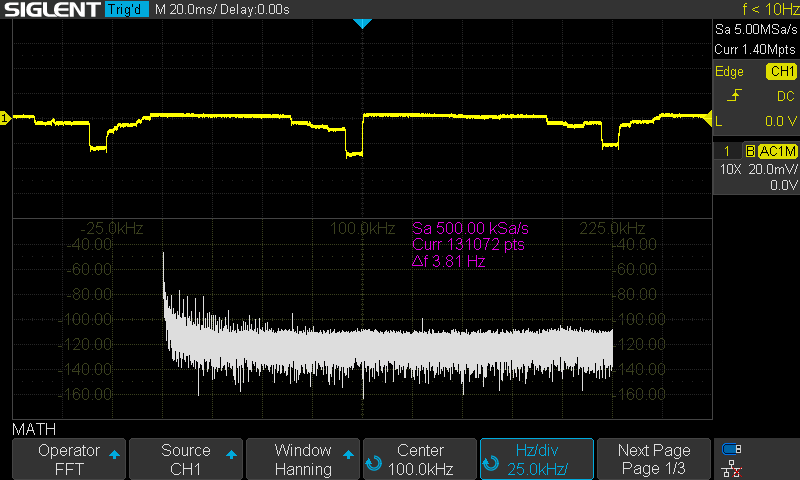 SIGLENT Trig'd M 20.0ms/ Delay:0.00s f < 10Hz
Sa 5.00MSa/s
Curr 1.40Mpts
Edge CH1
DC
L 0.0 V
1 B AC1M
10X 20.0mV/
0.0V
1
-25.0kHz 100.0kHz 225.0kHz
Sa 500.00 kSa/s
Curr 131072 pts
Δf 3.81 Hz
-40.00 -40.00
-60.00 -60.00
-80.00 -80.00
-100.00 -100.00
-120.00 -120.00
-140.00 -140.00
-160.00 -160.00
MATH
Operator Source Window Center Hz/div Next Page
FFT CH1 Hanning 100.0kHz 25.0kHz/ Page 1/3